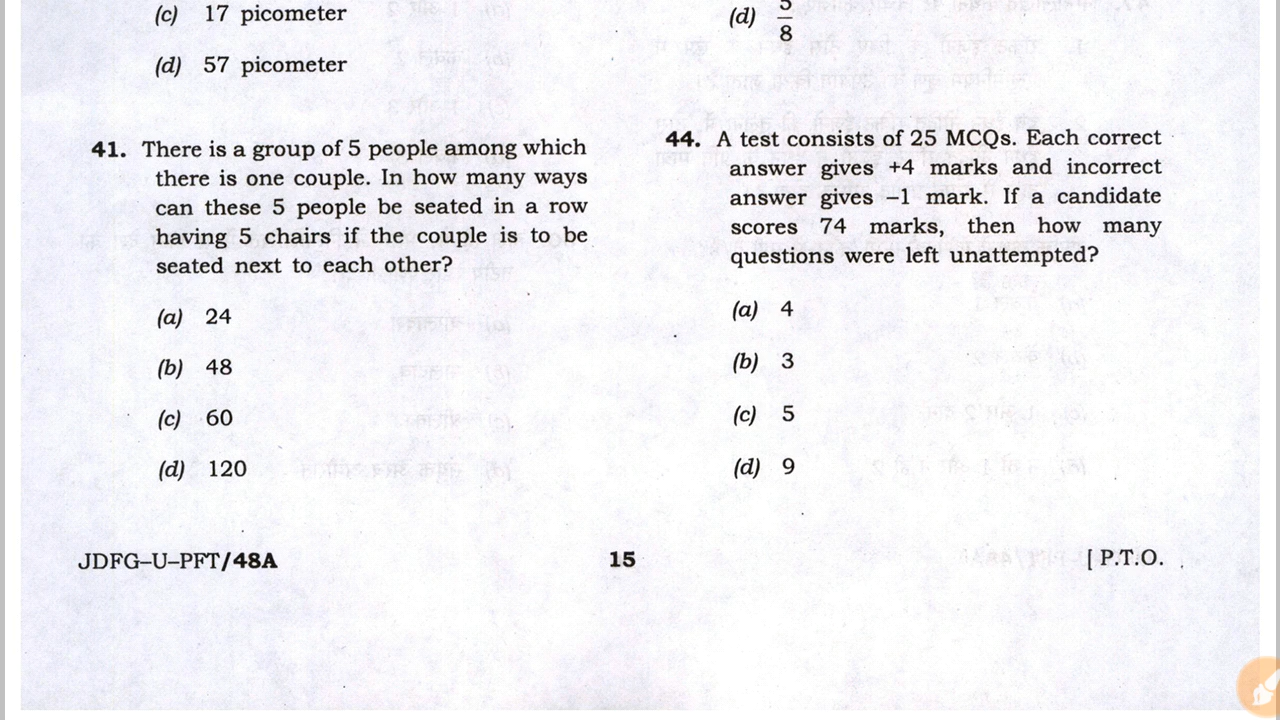 (c) 17 picometer
(d) 57 picometer
41. There is a group of 5 people among which
there is one couple. In how many ways
can these 5 people be seated in a row
having 5 chairs if the couple is to be
seated next to each other?
(a) 24
(b) 48
(c) 60
(d) 120
(d) 5/8
44. A test consists of 25 MCQs. Each correct
answer gives +4 marks and incorrect
answer gives –1 mark. If a candidate
scores 74 marks, then how many
questions were left unattempted?
(a) 4
(b) 3
(c) 5
(d) 9
JDFG–U–PFT/48A
15
[ P.T.O.